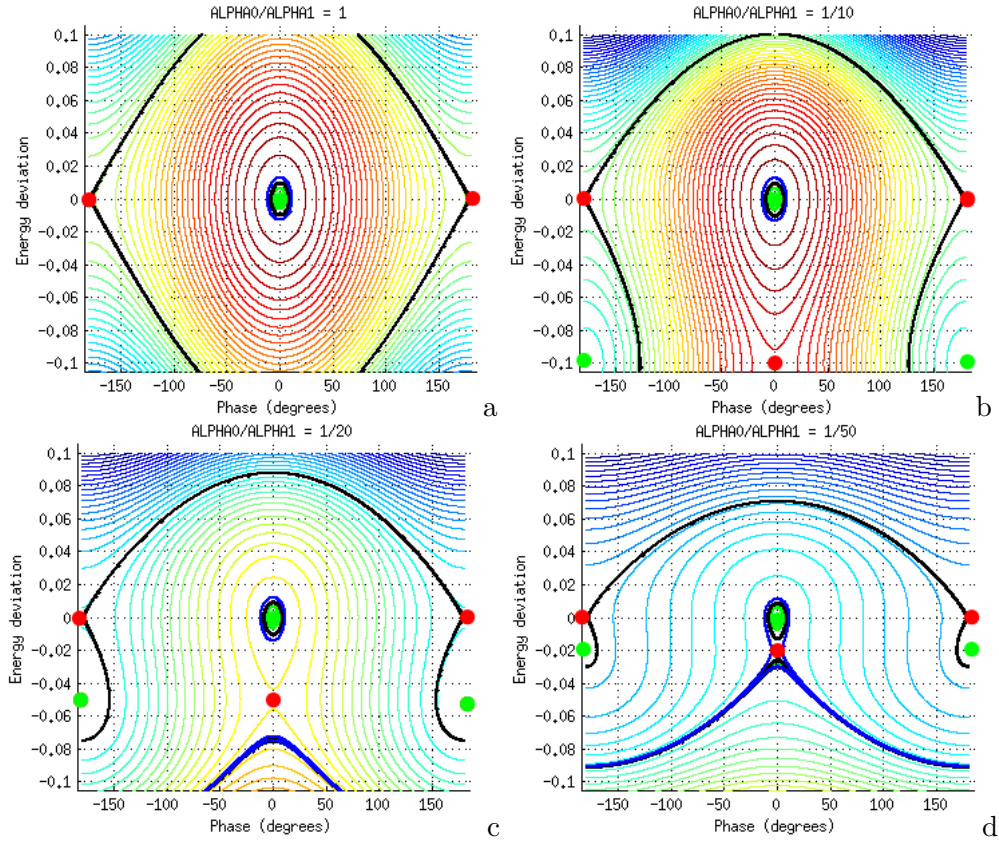 ALPHA0/ALPHA1 = 1
0.1
0.08
0.06
0.04
0.02
0
−0.02
−0.04
−0.06
−0.08
−0.1
Energy deviation
−150 −100 −50 0 50 100 150
Phase (degrees)
a
ALPHA0/ALPHA1 = 1/10
0.1
0.08
0.06
0.04
0.02
0
−0.02
−0.04
−0.06
−0.08
−0.1
Energy deviation
−150 −100 −50 0 50 100 150
Phase (degrees)
b
ALPHA0/ALPHA1 = 1/20
0.1
0.08
0.06
0.04
0.02
0
−0.02
−0.04
−0.06
−0.08
−0.1
Energy deviation
−150 −100 −50 0 50 100 150
Phase (degrees)
c
ALPHA0/ALPHA1 = 1/50
0.1
0.08
0.06
0.04
0.02
0
−0.02
−0.04
−0.06
−0.08
−0.1
Energy deviation
−150 −100 −50 0 50 100 150
Phase (degrees)
d